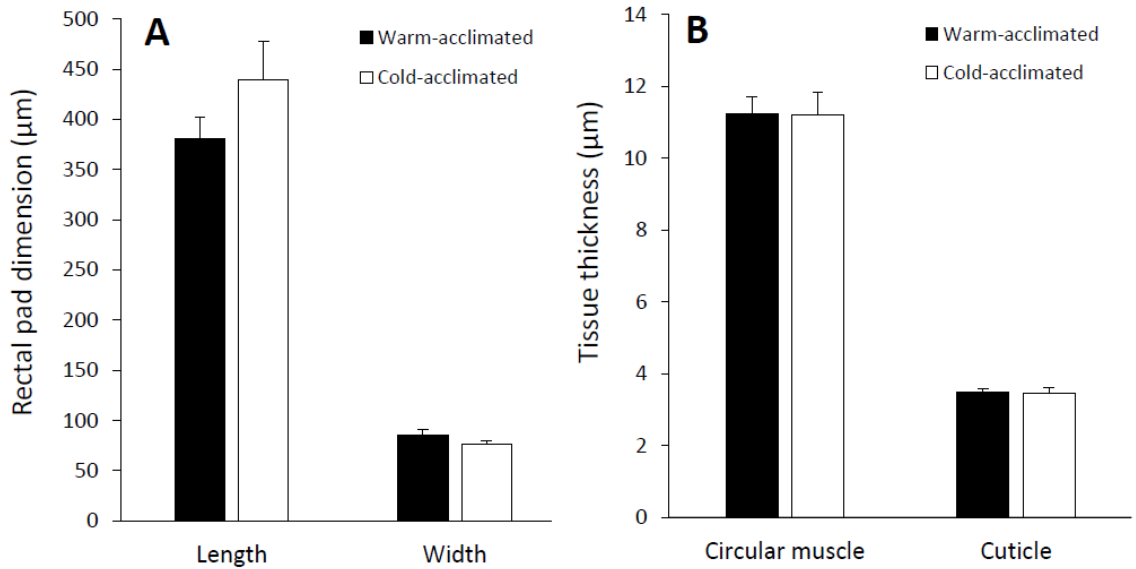 A
Warm-acclimated
Cold-acclimated
Rectal pad dimension (µm)
500
450
400
350
300
250
200
150
100
50
0
Length Width
B
Warm-acclimated
Cold-acclimated
Tissue thickness (µm)
14
12
10
8
6
4
2
0
Circular muscle Cuticle